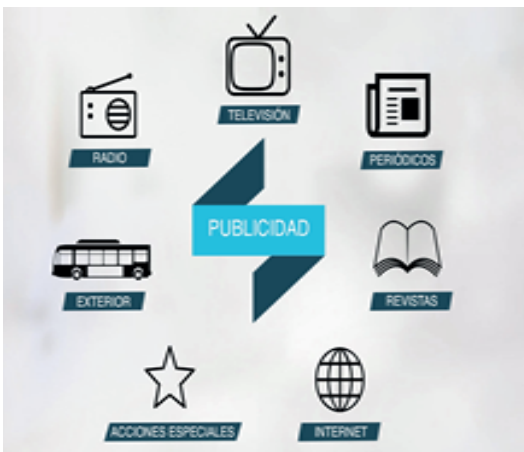 TELEVISIÓN
RADIO
PERIÓDICOS
PUBLICIDAD
EXTERIOR
REVISTAS
ACCIONES ESPECIALES
INTERNET